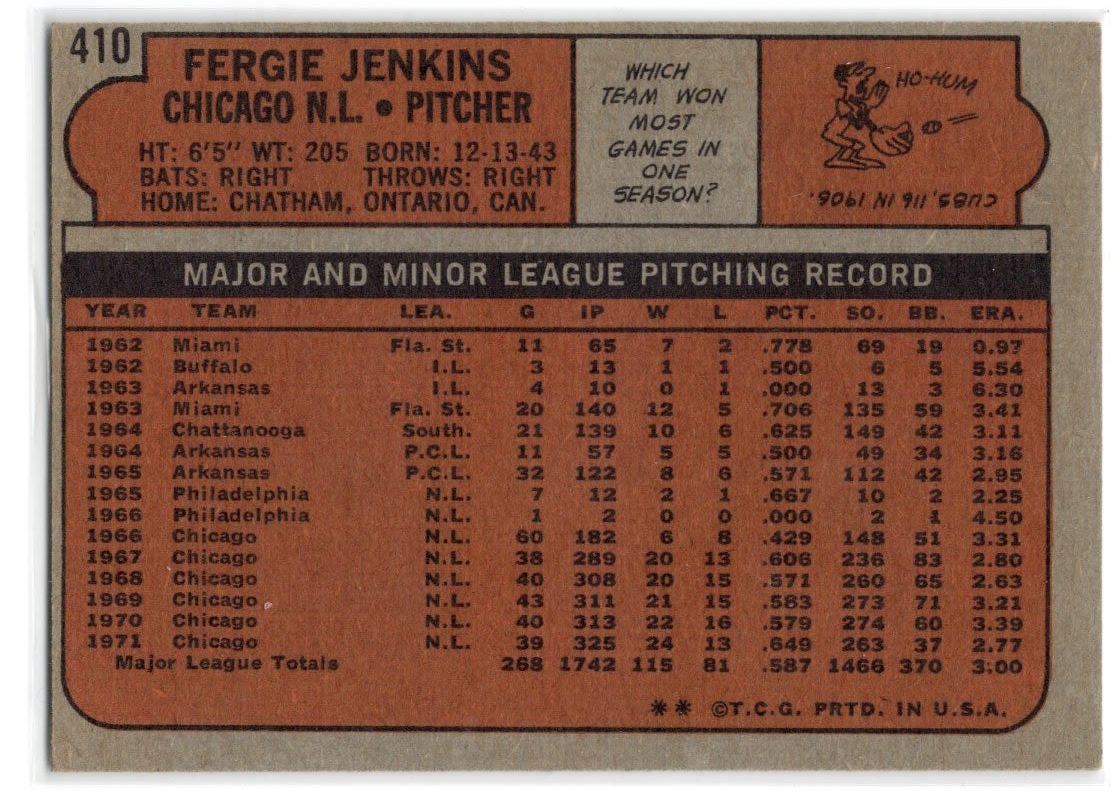 410
FERGIE JENKINS
CHICAGO N.L. • PITCHER
HT: 6'5" WT: 205 BORN: 12-13-43
BATS: RIGHT THROWS: RIGHT
HOME: CHATHAM, ONTARIO, CAN.
WHICH
TEAM WON
MOST
GAMES IN
ONE
SEASON?
HO-HUM
CUBS, 116 IN 1906.
MAJOR AND MINOR LEAGUE PITCHING RECORD
YEAR TEAM LEA. G IP W L PCT. SO. BB. ERA.
1962 Miami Fla. St. 11 65 7 2 .778 69 19 0.97
1962 Buffalo I.L. 3 13 1 1 .500 6 5 5.54
1963 Arkansas I.L. 4 10 0 1 .000 13 3 6.30
1963 Miami Fla. St. 20 140 12 5 .706 135 59 3.41
1964 Chattanooga South. 21 139 10 6 .625 149 42 3.11
1964 Arkansas P.C.L. 11 57 5 5 .500 49 34 3.16
1965 Arkansas P.C.L. 32 122 8 6 .571 112 42 2.95
1965 Philadelphia N.L. 7 12 2 1 .667 10 2 2.25
1966 Philadelphia N.L. 1 2 0 0 .000 2 1 4.50
1966 Chicago N.L. 60 182 6 8 .429 148 51 3.31
1967 Chicago N.L. 38 289 20 13 .606 236 83 2.80
1968 Chicago N.L. 40 308 20 15 .571 260 65 2.63
1969 Chicago N.L. 43 311 21 15 .583 273 71 3.21
1970 Chicago N.L. 40 313 22 16 .579 274 60 3.39
1971 Chicago N.L. 39 325 24 13 .649 263 37 2.77
Major League Totals 268 1742 115 81 .587 1466 370 3.00
** ©T.C.G. PRTD. IN U.S.A.